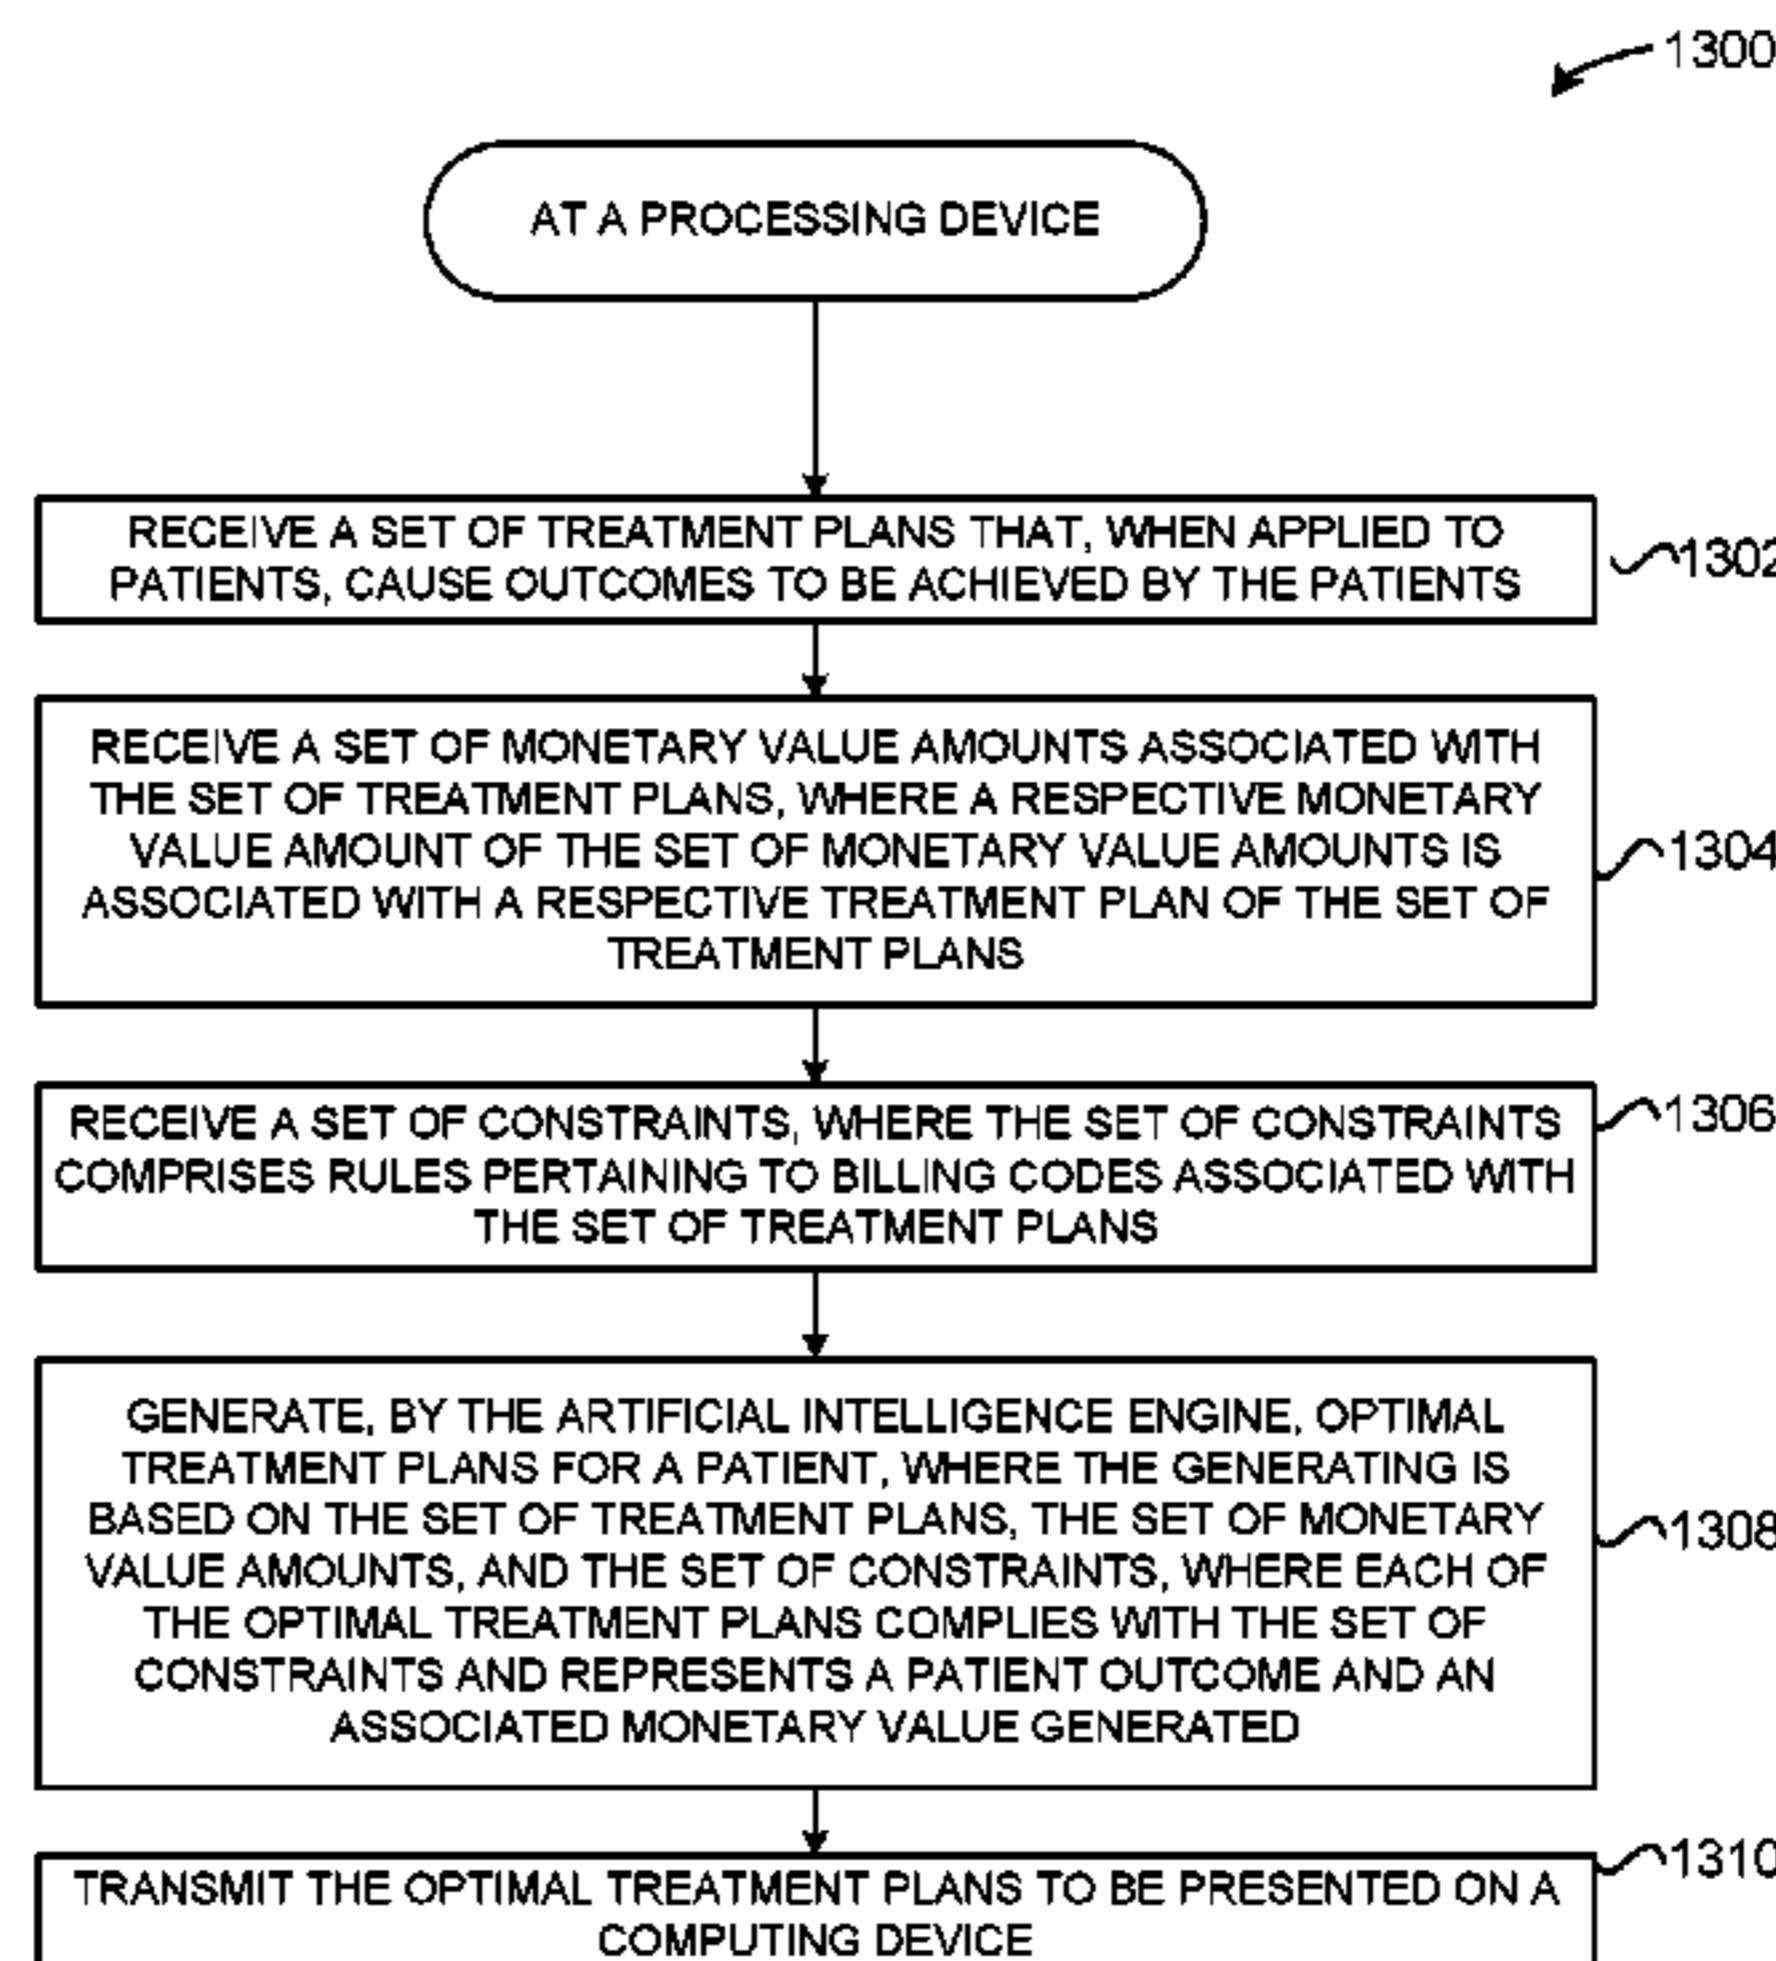 1300
AT A PROCESSING DEVICE
RECEIVE A SET OF TREATMENT PLANS THAT, WHEN APPLIED TO
PATIENTS, CAUSE OUTCOMES TO BE ACHIEVED BY THE PATIENTS
1302
RECEIVE A SET OF MONETARY VALUE AMOUNTS ASSOCIATED WITH
THE SET OF TREATMENT PLANS, WHERE A RESPECTIVE MONETARY
VALUE AMOUNT OF THE SET OF MONETARY VALUE AMOUNTS IS
ASSOCIATED WITH A RESPECTIVE TREATMENT PLAN OF THE SET OF
TREATMENT PLANS
1304
RECEIVE A SET OF CONSTRAINTS, WHERE THE SET OF CONSTRAINTS
COMPRISES RULES PERTAINING TO BILLING CODES ASSOCIATED WITH
THE SET OF TREATMENT PLANS
1306
GENERATE, BY THE ARTIFICIAL INTELLIGENCE ENGINE, OPTIMAL
TREATMENT PLANS FOR A PATIENT, WHERE THE GENERATING IS
BASED ON THE SET OF TREATMENT PLANS, THE SET OF MONETARY
VALUE AMOUNTS, AND THE SET OF CONSTRAINTS, WHERE EACH OF
THE OPTIMAL TREATMENT PLANS COMPLIES WITH THE SET OF
CONSTRAINTS AND REPRESENTS A PATIENT OUTCOME AND AN
ASSOCIATED MONETARY VALUE GENERATED
1308
TRANSMIT THE OPTIMAL TREATMENT PLANS TO BE PRESENTED ON A
COMPUTING DEVICE
1310